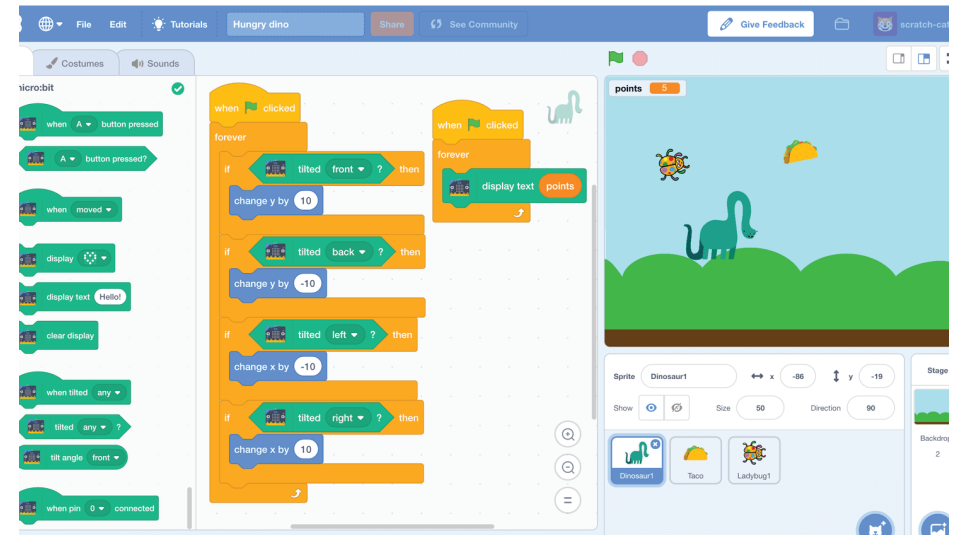 File Edit Tutorials Hungry dino Share See Community Give Feedback scratch-cat
Costumes Sounds
micro:bit
when A button pressed
A button pressed?
when moved
display
display text Hello!
clear display
when tilted any
tilted any ?
tilt angle front
when pin 0 connected
when clicked
forever
if tilted front ? then
change y by 10
if tilted back ? then
change y by -10
if tilted left ? then
change x by -10
if tilted right ? then
change x by 10
when clicked
forever
display text points
points 5
Sprite Dinosaur1 x -86 y -19
Show Size 50 Direction 90
Dinosaur1 Taco Ladybug1
Stage
Backdrop
2